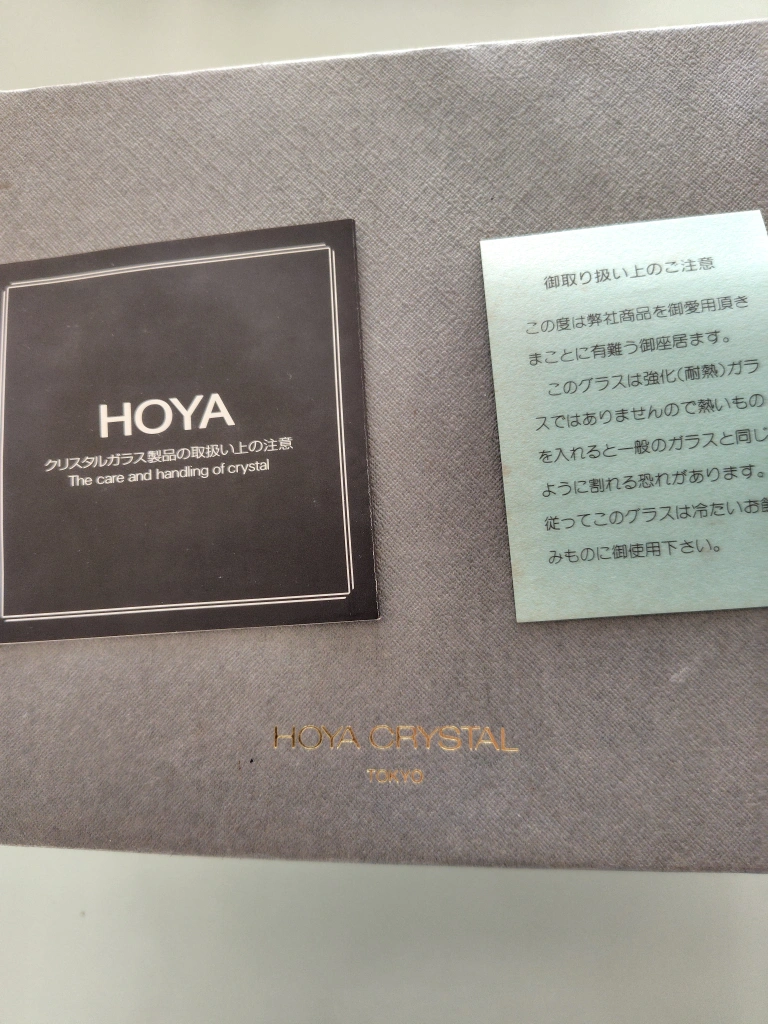 HOYA
クリスタルガラス製品の取扱い上の注意
The care and handling of crystal
御取り扱い上のご注意
この度は弊社商品を御愛用頂き
まことに有難う御座居ます。
このグラスは強化(耐熱)ガラ
スではありませんので熱いもの
を入れると一般のガラスと同じ
ように割れる恐れがあります。
従ってこのグラスは冷たいお飲
みものに御使用下さい。
HOYA CRYSTAL
TOKYO